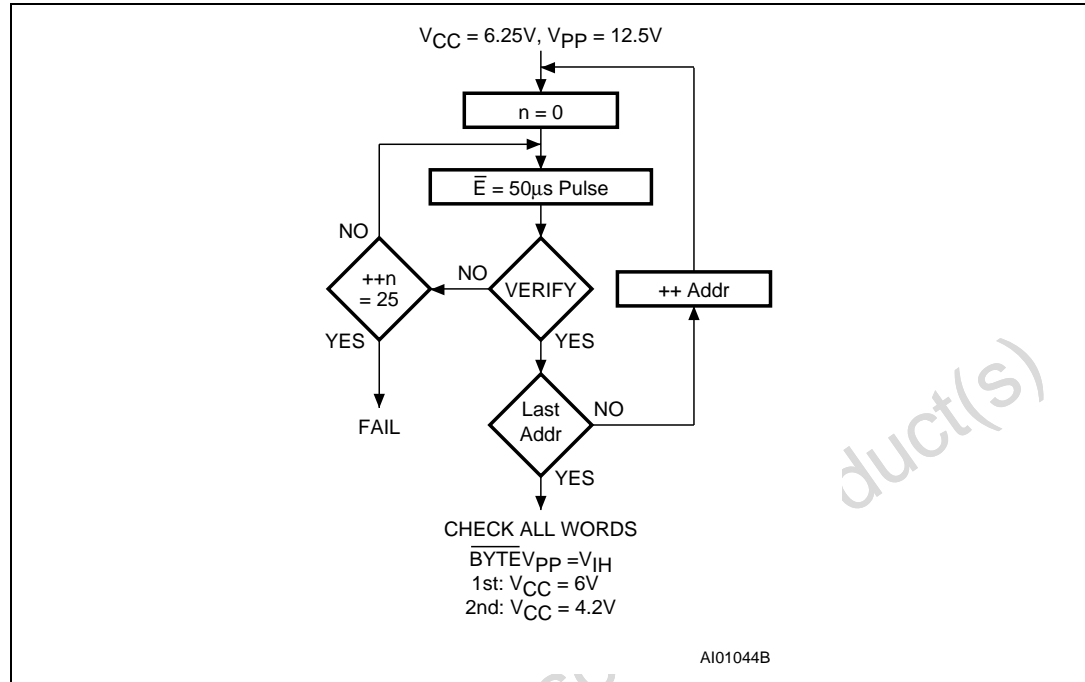 VCC = 6.25V, VPP = 12.5V
n = 0
E̅ = 50μs Pulse
NO
++n
= 25
NO
VERIFY
++ Addr
YES
YES
FAIL
Last
Addr
NO
YES
CHECK ALL WORDS
B̅Y̅T̅E̅VPP =VIH
1st: VCC = 6V
2nd: VCC = 4.2V
AI01044B